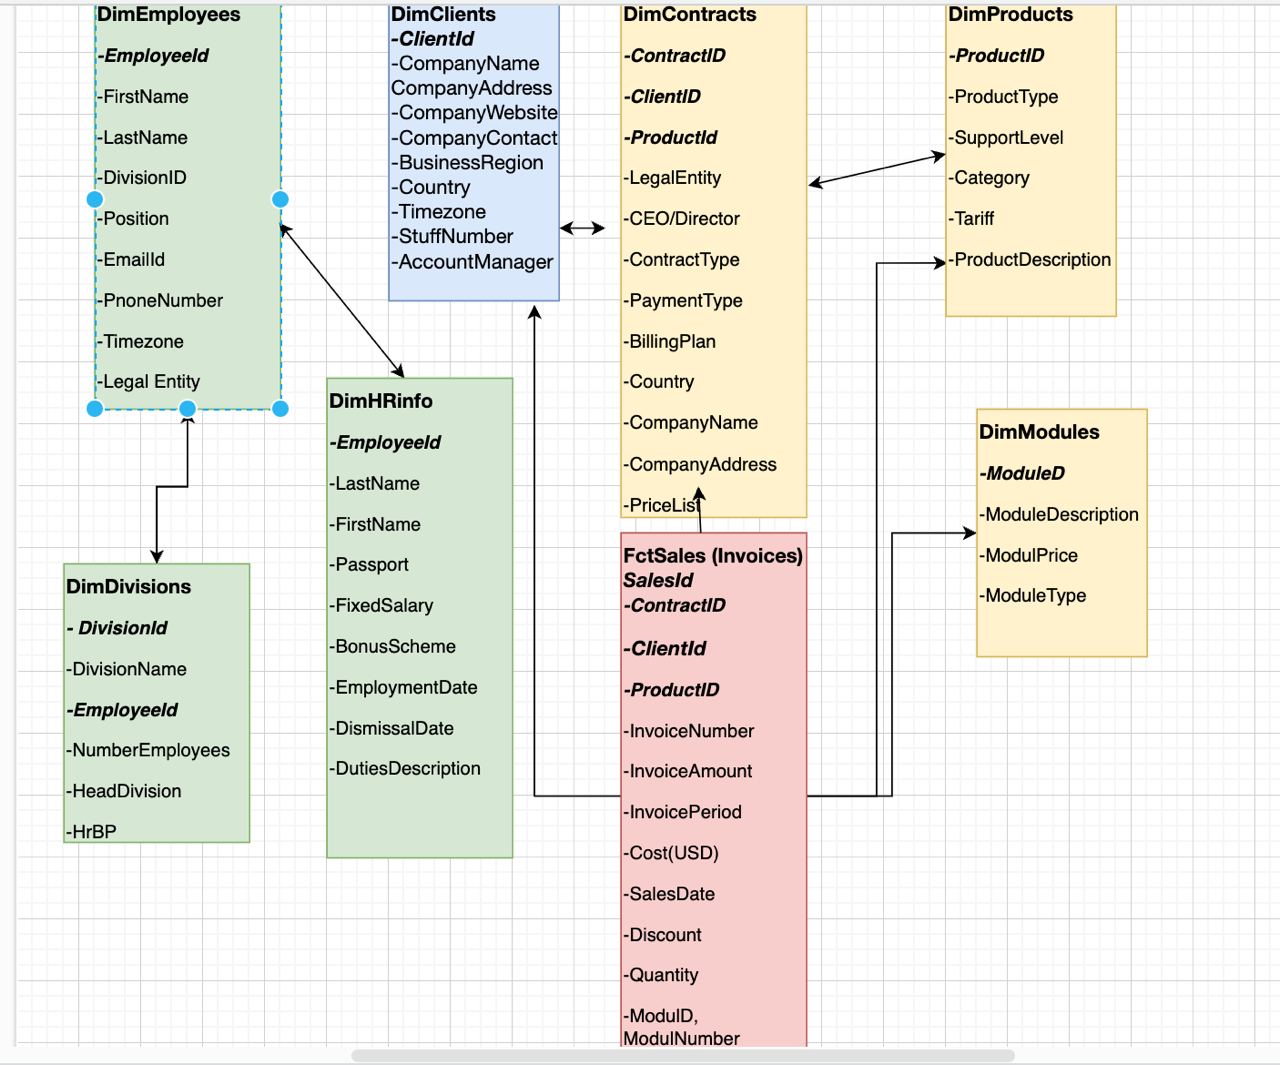 DimEmployees
-EmployeeId
-FirstName
-LastName
-DivisionID
-Position
-EmailId
-PnoneNumber
-Timezone
-Legal Entity
DimClients
-ClientId
-CompanyName
CompanyAddress
-CompanyWebsite
-CompanyContact
-BusinessRegion
-Country
-Timezone
-StuffNumber
-AccountManager
DimContracts
-ContractID
-ClientID
-ProductId
-LegalEntity
-CEO/Director
-ContractType
-PaymentType
-BillingPlan
-Country
-CompanyName
-CompanyAddress
-PriceList
DimProducts
-ProductID
-ProductType
-SupportLevel
-Category
-Tariff
-ProductDescription
DimHRinfo
-EmployeeId
-LastName
-FirstName
-Passport
-FixedSalary
-BonusScheme
-EmploymentDate
-DismissalDate
-DutiesDescription
DimModules
-ModuleD
-ModuleDescription
-ModulPrice
-ModuleType
DimDivisions
- DivisionId
-DivisionName
-EmployeeId
-NumberEmployees
-HeadDivision
-HrBP
FctSales (Invoices)
SalesId
-ContractID
-ClientId
-ProductID
-InvoiceNumber
-InvoiceAmount
-InvoicePeriod
-Cost(USD)
-SalesDate
-Discount
-Quantity
-ModulD,
ModulNumber